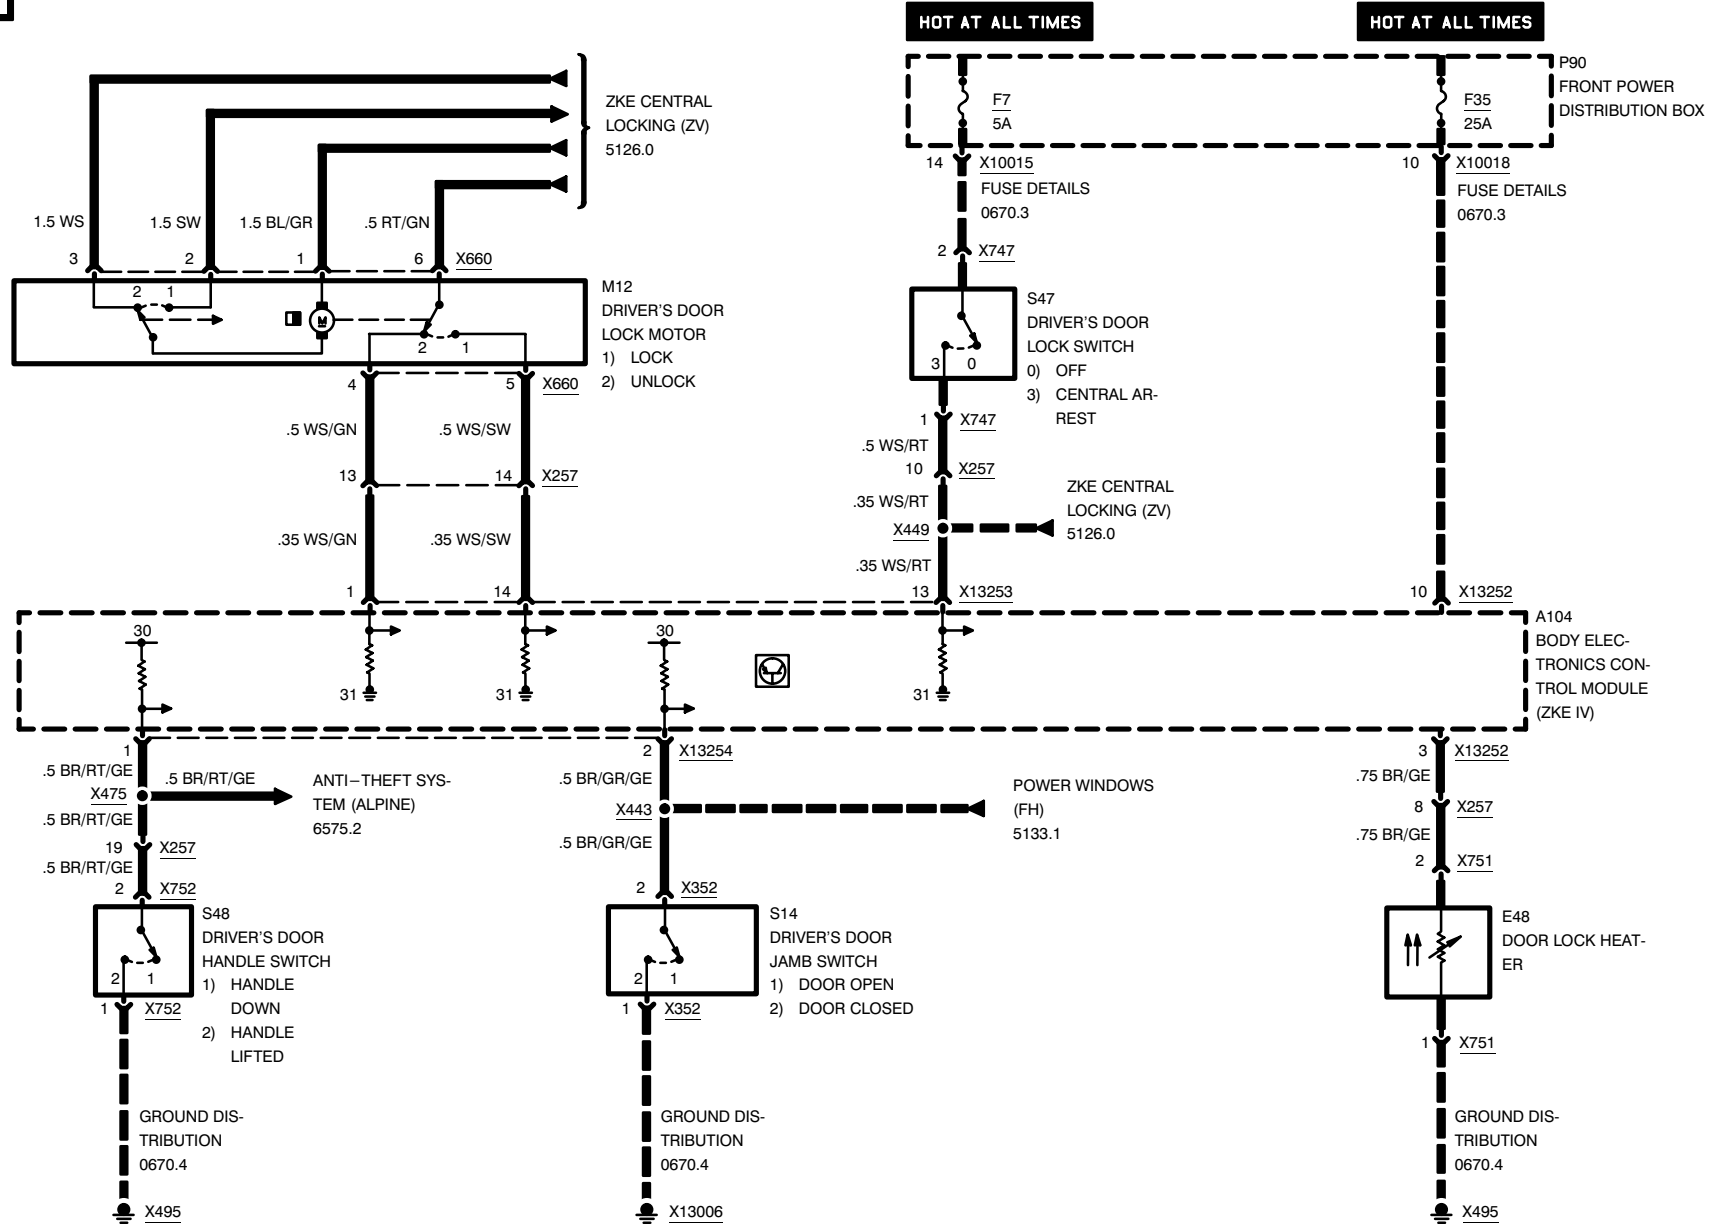 HOT AT ALL TIMES
HOT AT ALL TIMES
P90
FRONT POWER
DISTRIBUTION BOX
F7
5A
F35
25A
ZKE CENTRAL
LOCKING (ZV)
5126.0
14
X10015
FUSE DETAILS
0670.3
10
X10018
FUSE DETAILS
0670.3
1.5 WS
1.5 SW
1.5 BL/GR
.5 RT/GN
3
2
1
6
X660
2
X747
2
1
M
2
1
M12
DRIVER'S DOOR
LOCK MOTOR
1) LOCK
2) UNLOCK
3
0
S47
DRIVER'S DOOR
LOCK SWITCH
0) OFF
3) CENTRAL AR-
REST
4
5
X660
.5 WS/GN
.5 WS/SW
13
14
X257
.35 WS/GN
.35 WS/SW
1
14
1
X747
.5 WS/RT
10
X257
.35 WS/RT
X449
ZKE CENTRAL
LOCKING (ZV)
5126.0
.35 WS/RT
13
X13253
10
X13252
30
31
31
30
31
A104
BODY ELEC-
TRONICS CON-
TROL MODULE
(ZKE IV)
1
.5 BR/RT/GE
X475
.5 BR/RT/GE
ANTI-THEFT SYS-
TEM (ALPINE)
6575.2
.5 BR/RT/GE
19
X257
.5 BR/RT/GE
2
X752
2
1
S48
DRIVER'S DOOR
HANDLE SWITCH
1) HANDLE
DOWN
2) HANDLE
LIFTED
1
X752
GROUND DIS-
TRIBUTION
0670.4
X495
2
X13254
.5 BR/GR/GE
X443
POWER WINDOWS
(FH)
5133.1
.5 BR/GR/GE
2
X352
2
1
S14
DRIVER'S DOOR
JAMB SWITCH
1) DOOR OPEN
2) DOOR CLOSED
1
X352
GROUND DIS-
TRIBUTION
0670.4
X13006
3
X13252
.75 BR/GE
8
X257
.75 BR/GE
2
X751
E48
DOOR LOCK HEAT-
ER
1
X751
GROUND DIS-
TRIBUTION
0670.4
X495